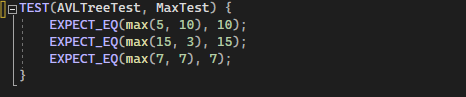 TEST(AVLTreeTest, MaxTest) {
    EXPECT_EQ(max(5, 10), 10);
    EXPECT_EQ(max(15, 3), 15);
    EXPECT_EQ(max(7, 7), 7);
}